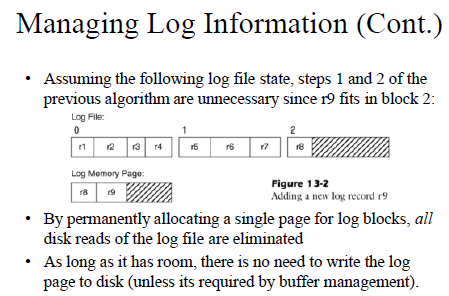 Managing Log Information (Cont.)
• Assuming the following log file state, steps 1 and 2 of the
previous algorithm are unnecessary since r9 fits in block 2:
Log File:
0 1 2
r1 r2 r3 r4 r5 r6 r7 r8
Log Memory Page:
r8 r9
Figure 13-2
Adding a new log record r9
• By permanently allocating a single page for log blocks, all
disk reads of the log file are eliminated
• As long as it has room, there is no need to write the log
page to disk (unless its required by buffer management).